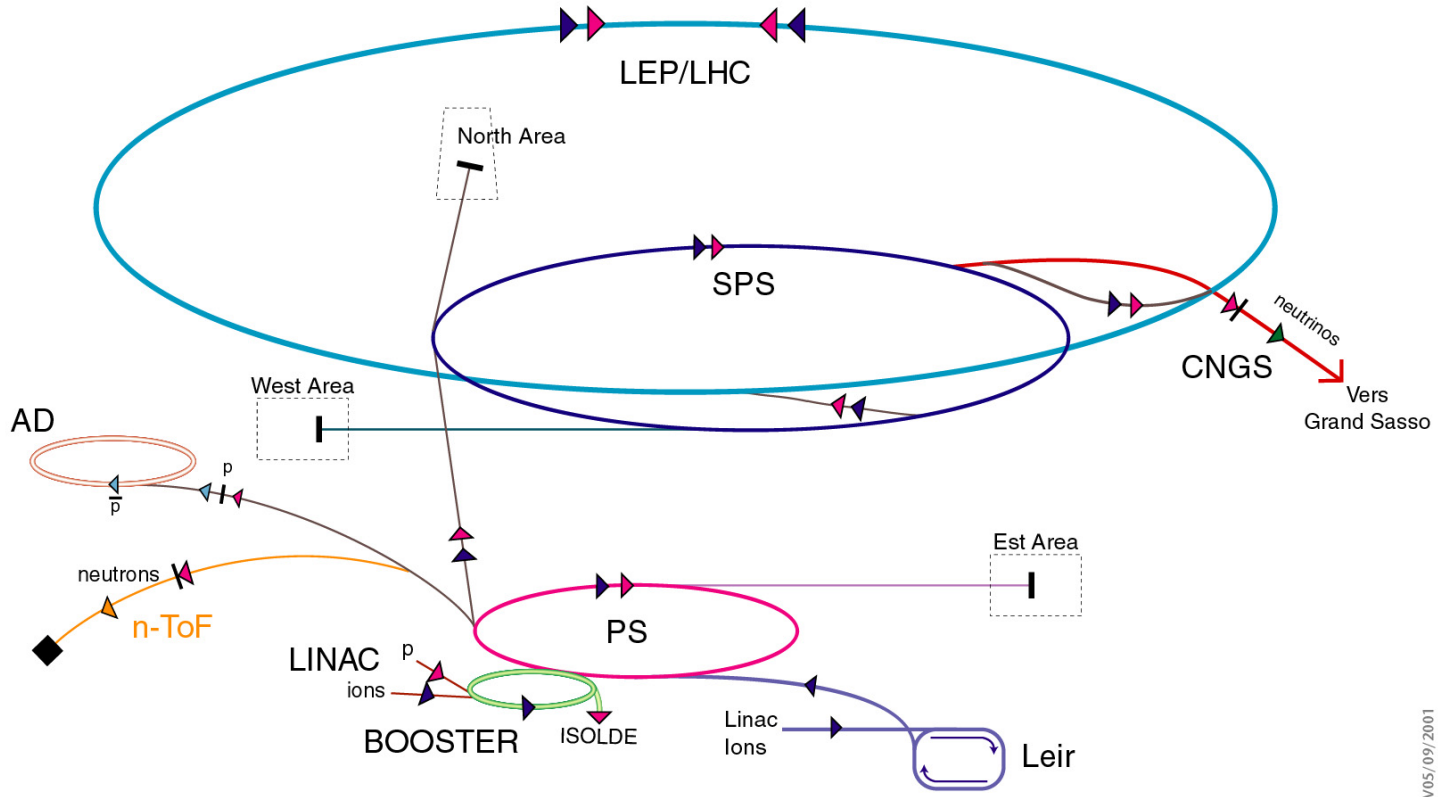 LEP/LHC
North Area
SPS
neutrinos
CNGS
West Area
Vers
Grand Sasso
AD
p
p̅
Est Area
neutrons
n-ToF
PS
LINAC
p
ions
BOOSTER
ISOLDE
Linac
Ions
Leir
V05/09/2001